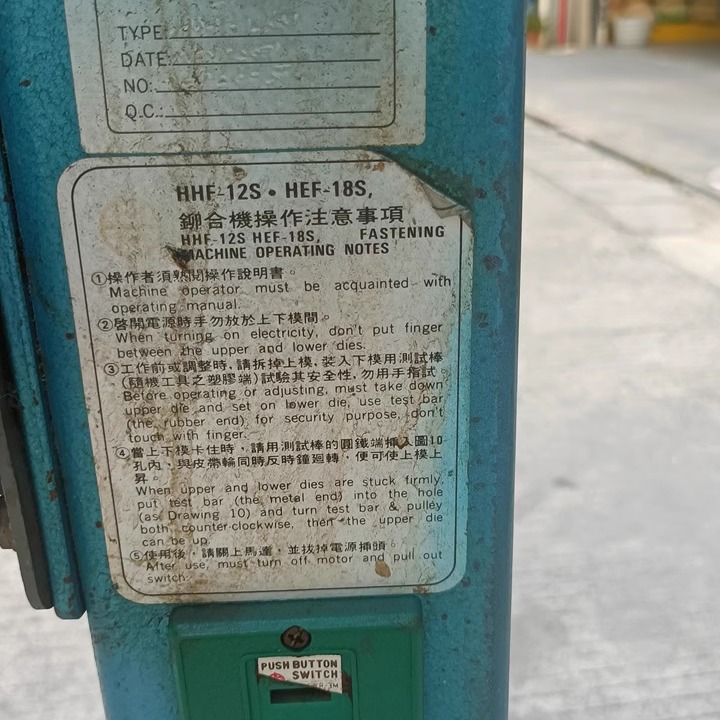 TYPE:
DATE:
NO:
Q.C.:
HHF-12S • HEF-18S,
鉚合機操作注意事項
HHF-12S HEF-18S, FASTENING
MACHINE OPERATING NOTES
①操作者須熟閱操作說明書。
Machine operator must be acquainted with
operating manual.
②啓開電源時手勿放於上下模間。
When turning on electricity, don't put finger
between the upper and lower dies.
③工作前或調整時,請拆掉上模,裝入下模用測試棒
(隨機工具之塑膠端)試驗其安全性,勿用手指試。
Before operating or adjusting, must take down
upper die and set on lower die, use test bar
(the rubber end) for security purpose, don't
touch with finger.
④當上下模卡住時,請用測試棒的圓鐵端挿入圖10
孔內,與皮帶輪同時反時鐘廻轉,便可使上模上
昇。
When upper and lower dies are stuck firmly,
put test bar (the metal end) into the hole
(as Drawing 10) and turn test bar & pulley
both counter-clockwise, then the upper die
can be up.
⑤使用後,請關上馬達,並拔掉電源揷頭。
After use, must turn off motor and pull out
switch.
PUSH BUTTON
SWITCH